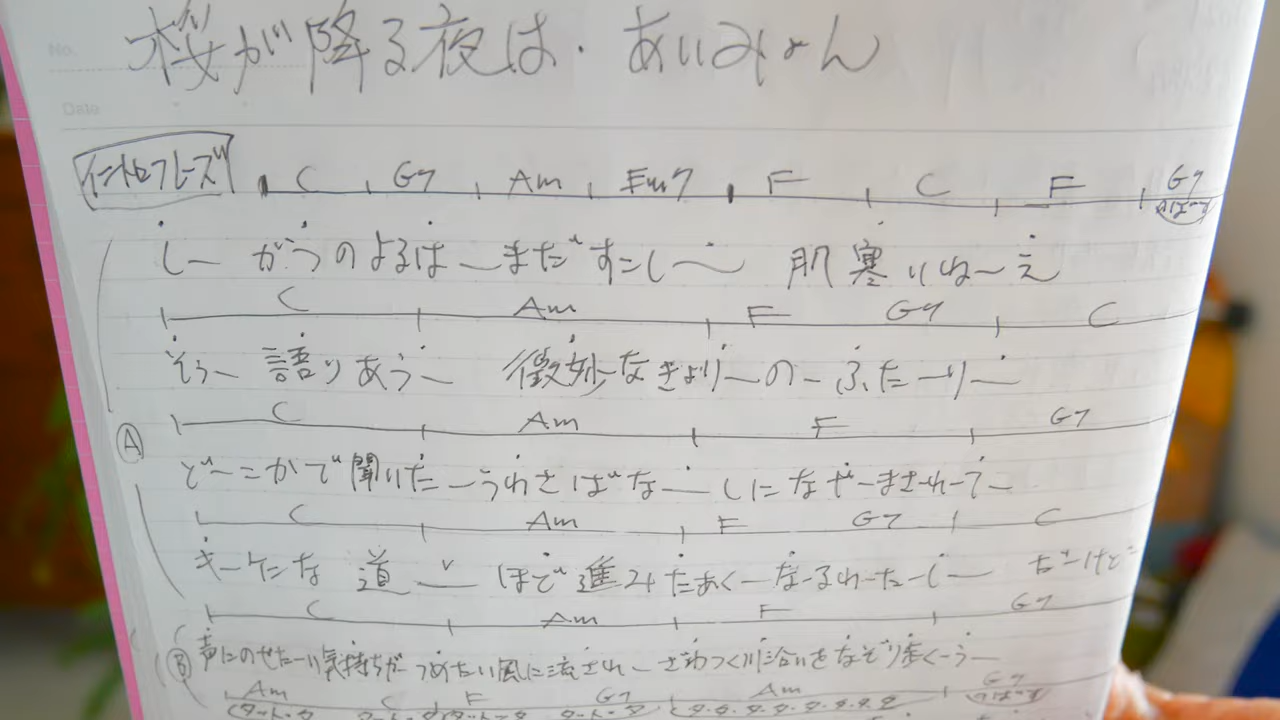 桜が降る夜は・あいみょん
No.
Date
イントロフレーズ C G7 Am Em7 F C F G7
しー がつのよるは ーまだすこしー 肌寒いねーえ
C Am F G7 C
そうー 語りあうー 微妙なきょりーのーふたーりー
C Am F G7
A
どーこかで聞いたーうわさばなーしになやーまされーてー
C Am F G7 C
キーケンな 道ー ほど進みたあくーなーるわーたーしー だーけど
C Am F G7
B 声にのせたーい気持ちが つめたい風に流されーざわつく川沿いをなぞり歩くーうー
Am C F G7 Am G7